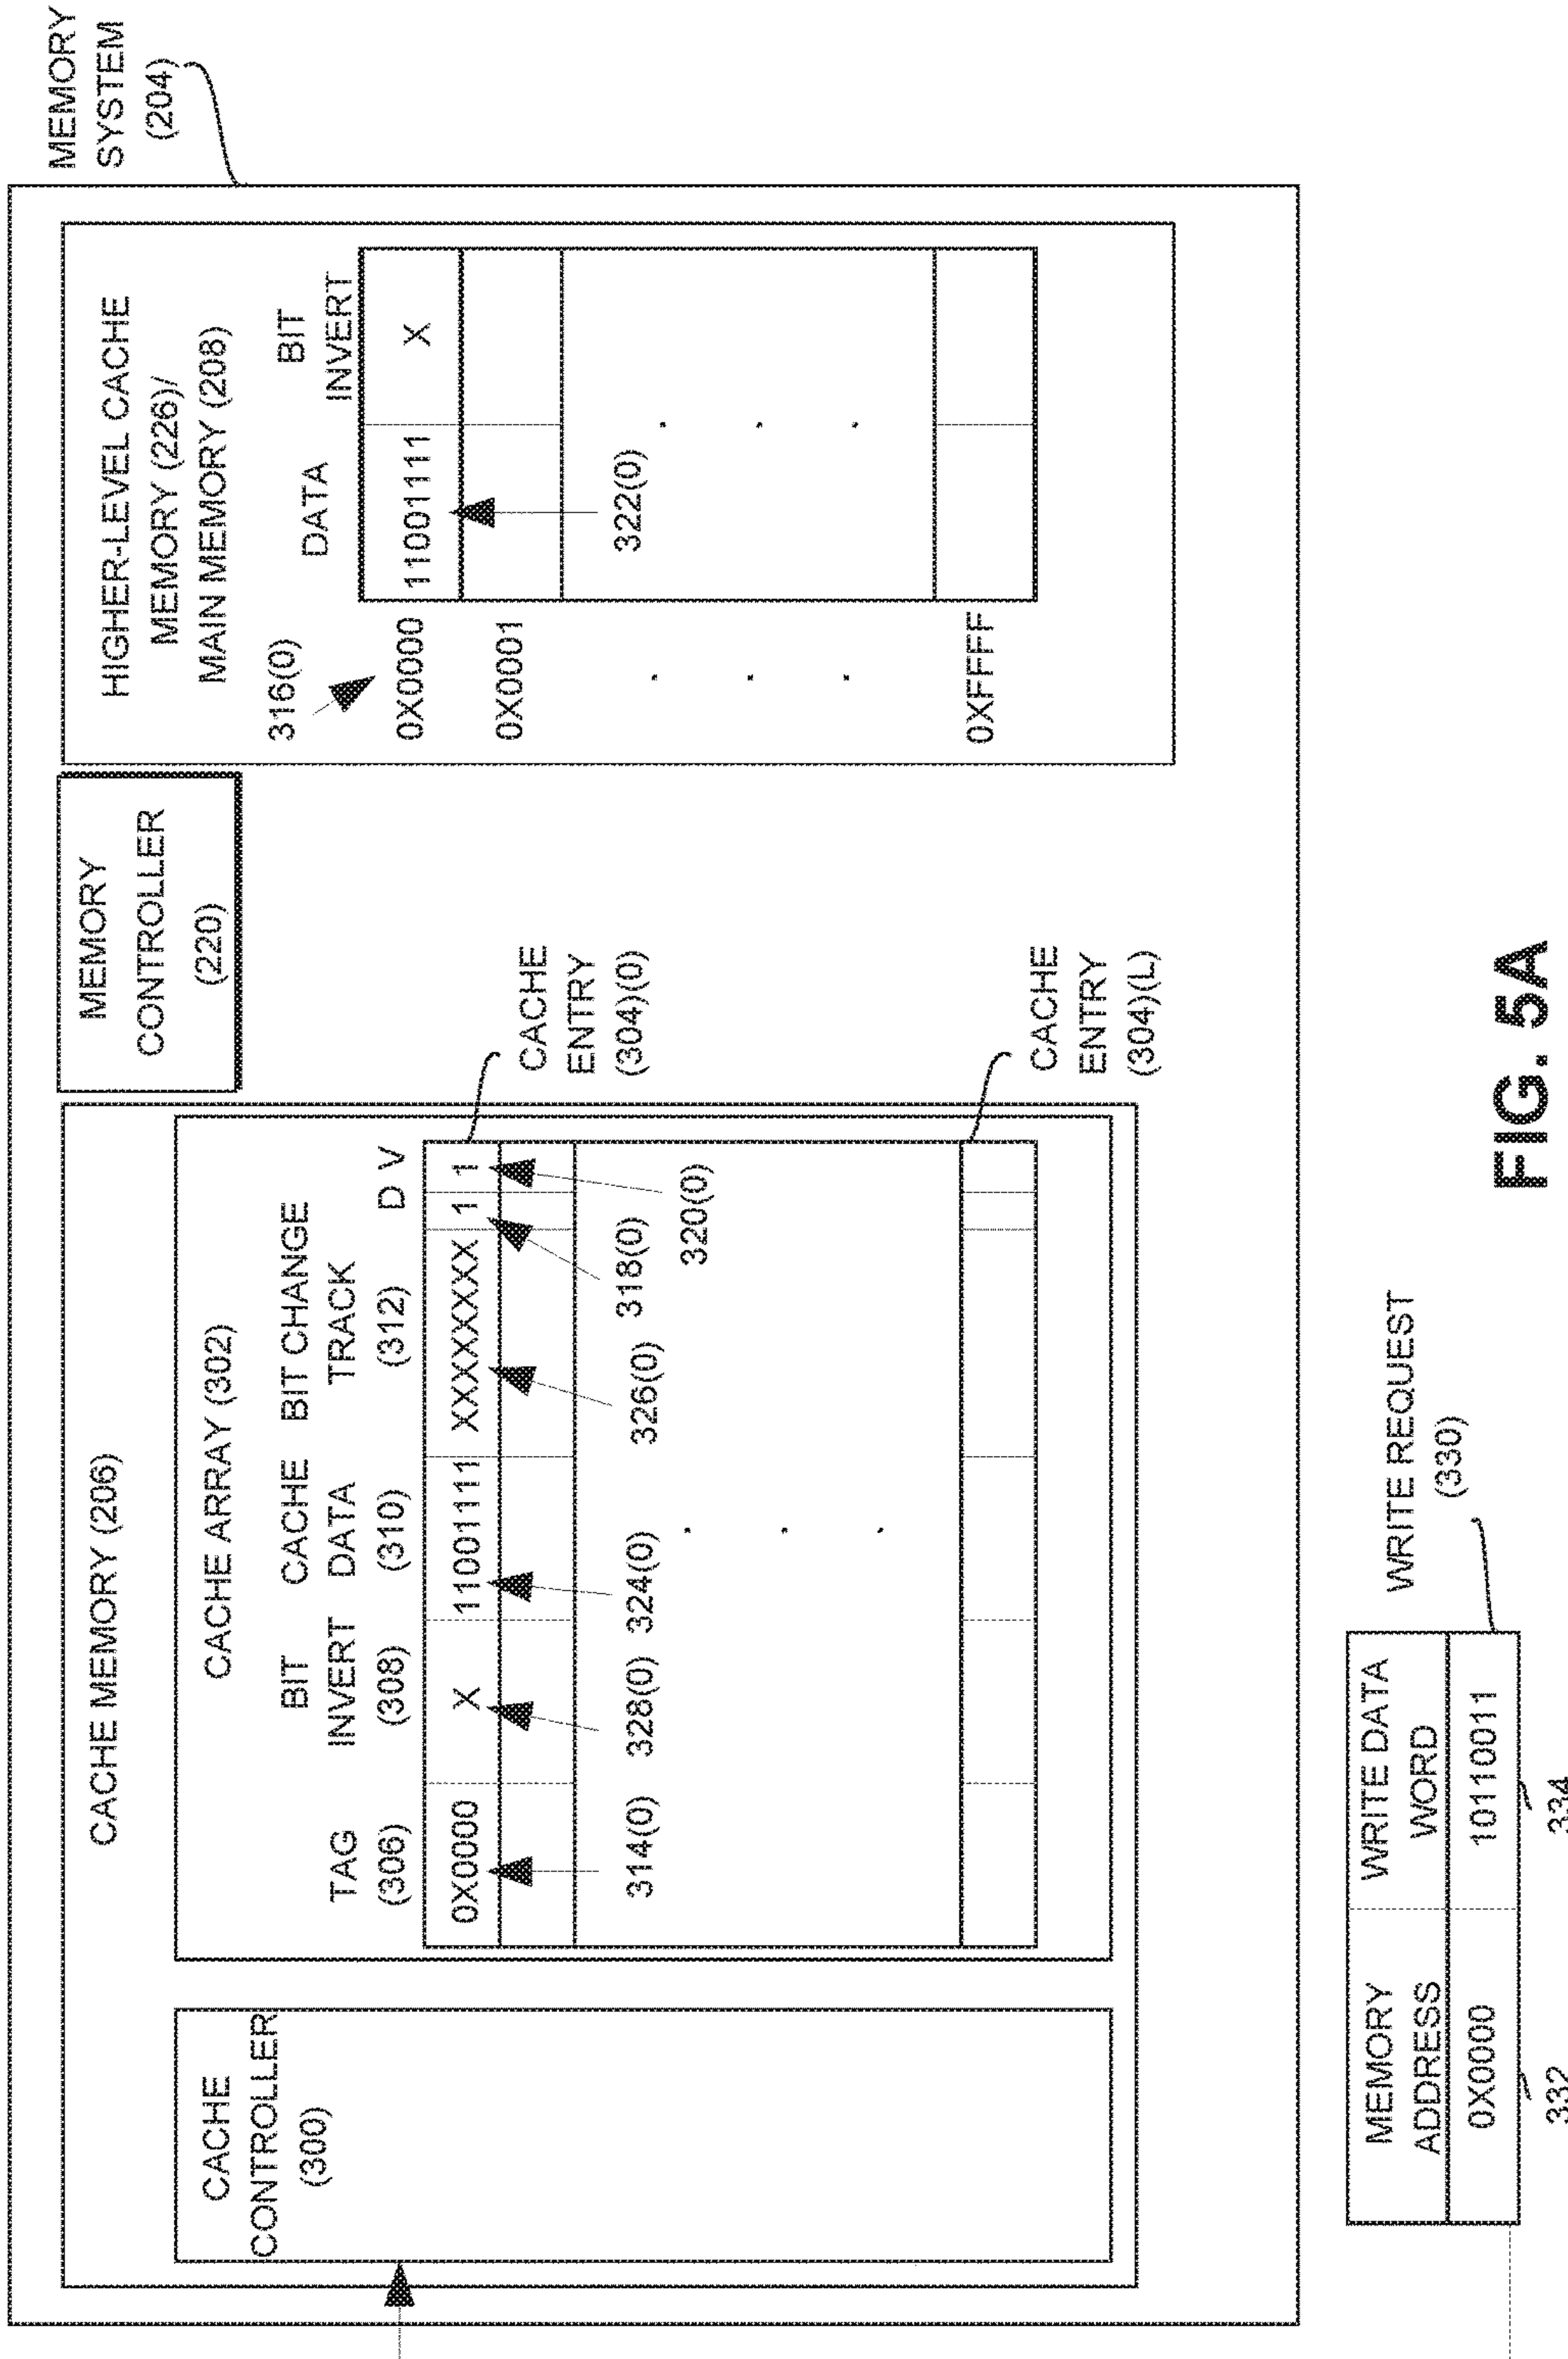 MEMORY
SYSTEM
(204)
CACHE MEMORY (206)
CACHE
CONTROLLER
(300)
CACHE ARRAY (302)
TAG
(306)
BIT
INVERT
(308)
CACHE
DATA
(310)
BIT CHANGE
TRACK
(312)
D V
0X0000 X 11001111 XXXXXXXX 1 1
314(0) 328(0) 324(0) 326(0) 318(0)
320(0)
. . .
CACHE
ENTRY
(304)(0)
CACHE
ENTRY
(304)(L)
MEMORY
CONTROLLER
(220)
HIGHER-LEVEL CACHE
MEMORY (226)/
MAIN MEMORY (208)
316(0)
DATA
BIT
INVERT
0X0000 11001111 X
0X0001
322(0)
. . .
. . .
0XFFFF
MEMORY
ADDRESS
WRITE DATA
WORD
0X0000 10110011
332 334
WRITE REQUEST
(330)
FIG. 5A